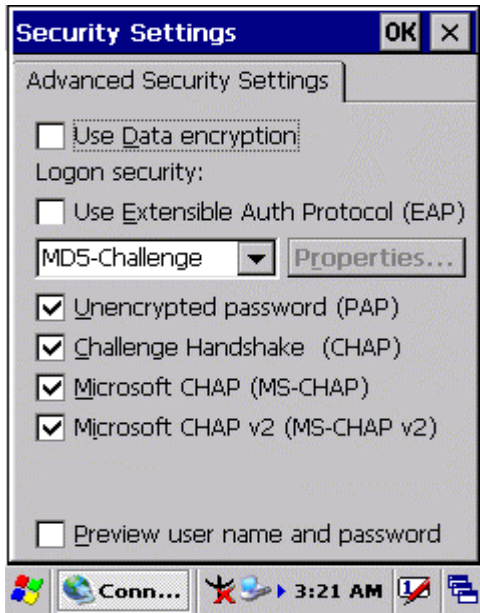 Security Settings OK ×
Advanced Security Settings
Use Data encryption
Logon security:
Use Extensible Auth Protocol (EAP)
MD5-Challenge Properties...
Unencrypted password (PAP)
Challenge Handshake (CHAP)
Microsoft CHAP (MS-CHAP)
Microsoft CHAP v2 (MS-CHAP v2)
Preview user name and password
Conn... 3:21 AM